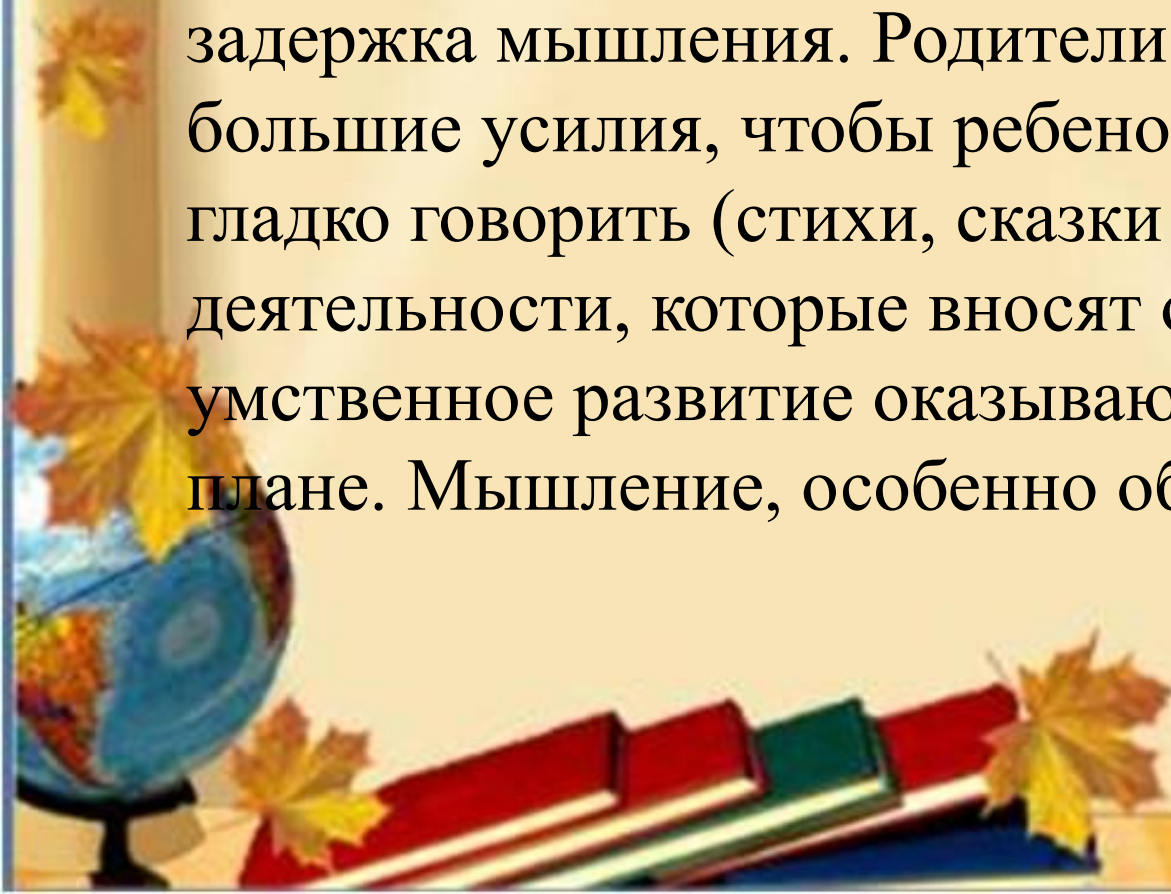 задержка мышления. Родители
большие усилия, чтобы ребено
гладко говорить (стихи, сказки
деятельности, которые вносят
умственное развитие оказываю
плане. Мышление, особенно об